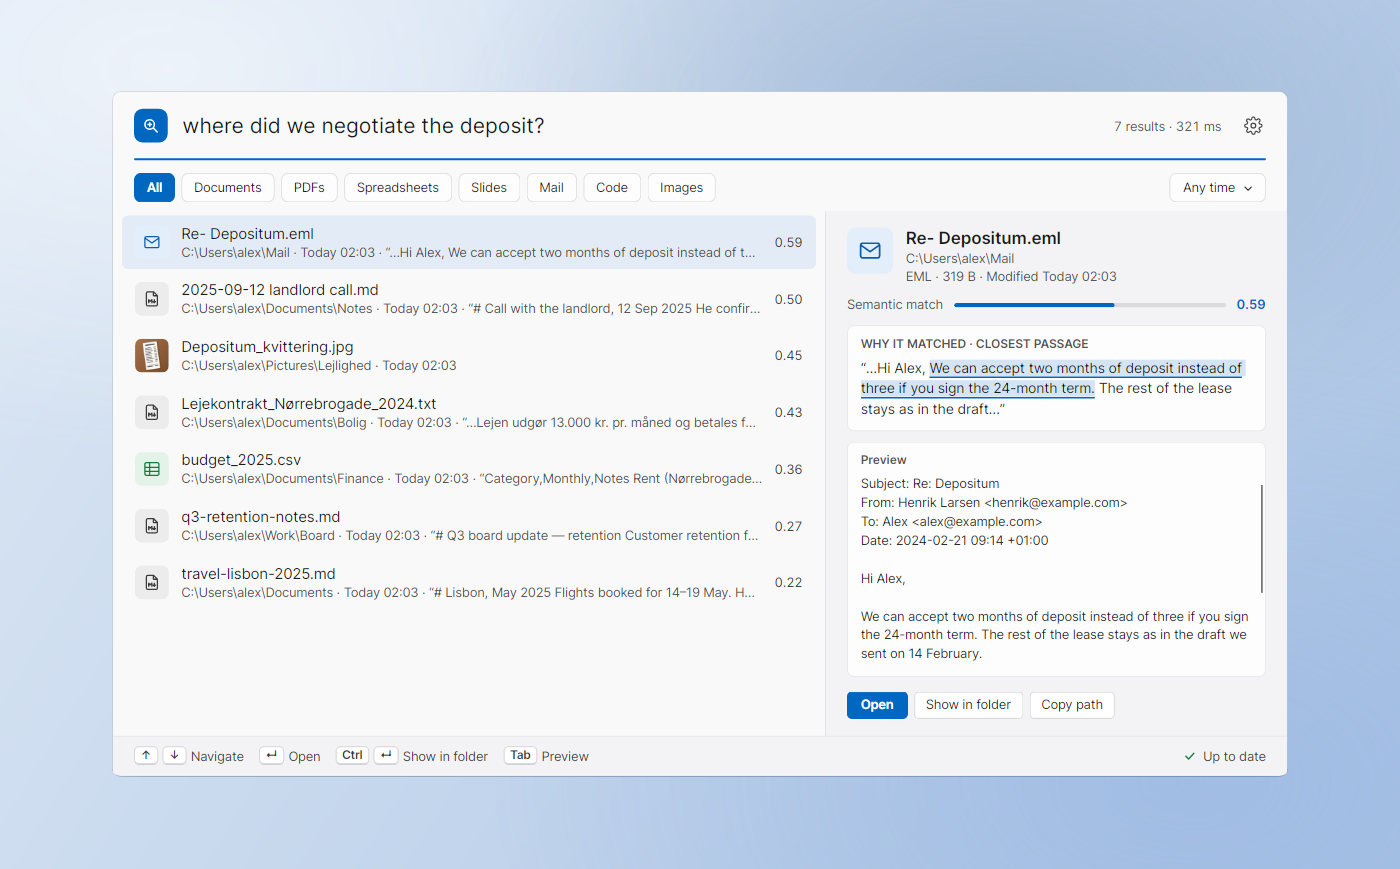 where did we negotiate the deposit?
7 results · 321 ms
All
Documents
PDFs
Spreadsheets
Slides
Mail
Code
Images
Any time
Re- Depositum.eml
C:\Users\alex\Mail · Today 02:03 · “...Hi Alex, We can accept two months of deposit instead of t...
0.59
2025-09-12 landlord call.md
C:\Users\alex\Documents\Notes · Today 02:03 · “# Call with the landlord, 12 Sep 2025 He confir...
0.50
Depositum_kvittering.jpg
C:\Users\alex\Pictures\Lejlighed · Today 02:03
0.45
Lejekontrakt_Nørrebrogade_2024.txt
C:\Users\alex\Documents\Bolig · Today 02:03 · “...Lejen udgør 13.000 kr. pr. måned og betales f...
0.43
budget_2025.csv
C:\Users\alex\Documents\Finance · Today 02:03 · “Category,Monthly,Notes Rent (Nørrebrogade...
0.36
q3-retention-notes.md
C:\Users\alex\Work\Board · Today 02:03 · “# Q3 board update — retention Customer retention f...
0.27
travel-lisbon-2025.md
C:\Users\alex\Documents · Today 02:03 · “# Lisbon, May 2025 Flights booked for 14–19 May. H...
0.22
Re- Depositum.eml
C:\Users\alex\Mail
EML · 319 B · Modified Today 02:03
Semantic match
0.59
WHY IT MATCHED · CLOSEST PASSAGE
“...Hi Alex, We can accept two months of deposit instead of
three if you sign the 24-month term. The rest of the lease
stays as in the draft...”
Preview
Subject: Re: Depositum
From: Henrik Larsen <henrik@example.com>
To: Alex <alex@example.com>
Date: 2024-02-21 09:14 +01:00
Hi Alex,
We can accept two months of deposit instead of three if you sign
the 24-month term. The rest of the lease stays as in the draft we
sent on 14 February.
Open
Show in folder
Copy path
↑ ↓ Navigate
↵ Open
Ctrl ↵ Show in folder
Tab Preview
Up to date